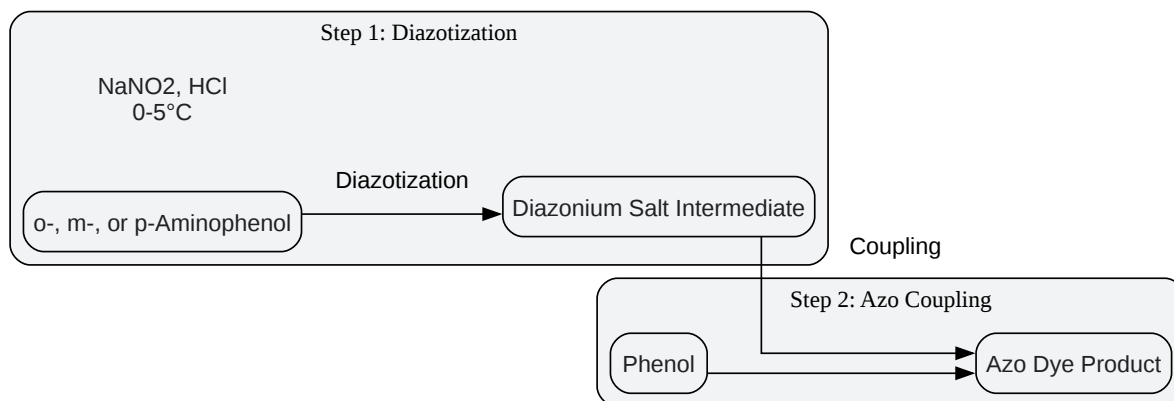 Step 1: Diazotization
NaNO2, HCl
0-5°C
Diazotization
o-, m-, or p-Aminophenol
Diazonium Salt Intermediate
Coupling
Step 2: Azo Coupling
Phenol
Azo Dye Product